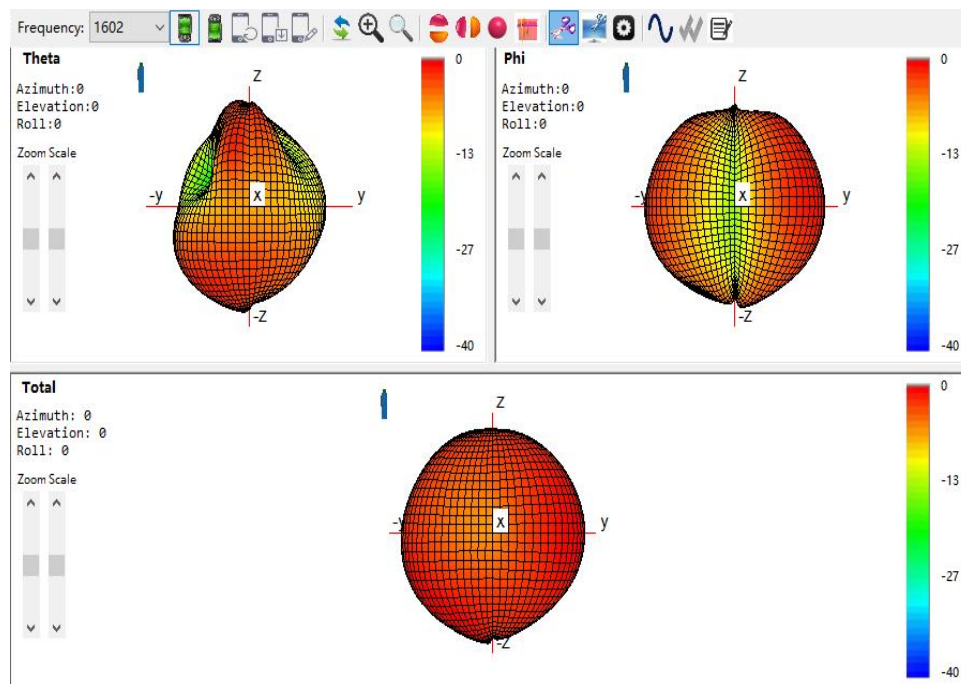 Frequency: 1602
Theta
Azimuth:0
Elevation:0
Roll:0
Zoom Scale
Z
-y
X
y
-Z
0
-13
-27
-40
Phi
Azimuth:0
Elevation:0
Roll:0
Zoom Scale
Z
-y
X
y
-Z
0
-13
-27
-40
Total
Azimuth: 0
Elevation: 0
Roll: 0
Zoom Scale
Z
-y
X
y
-Z
0
-13
-27
-40